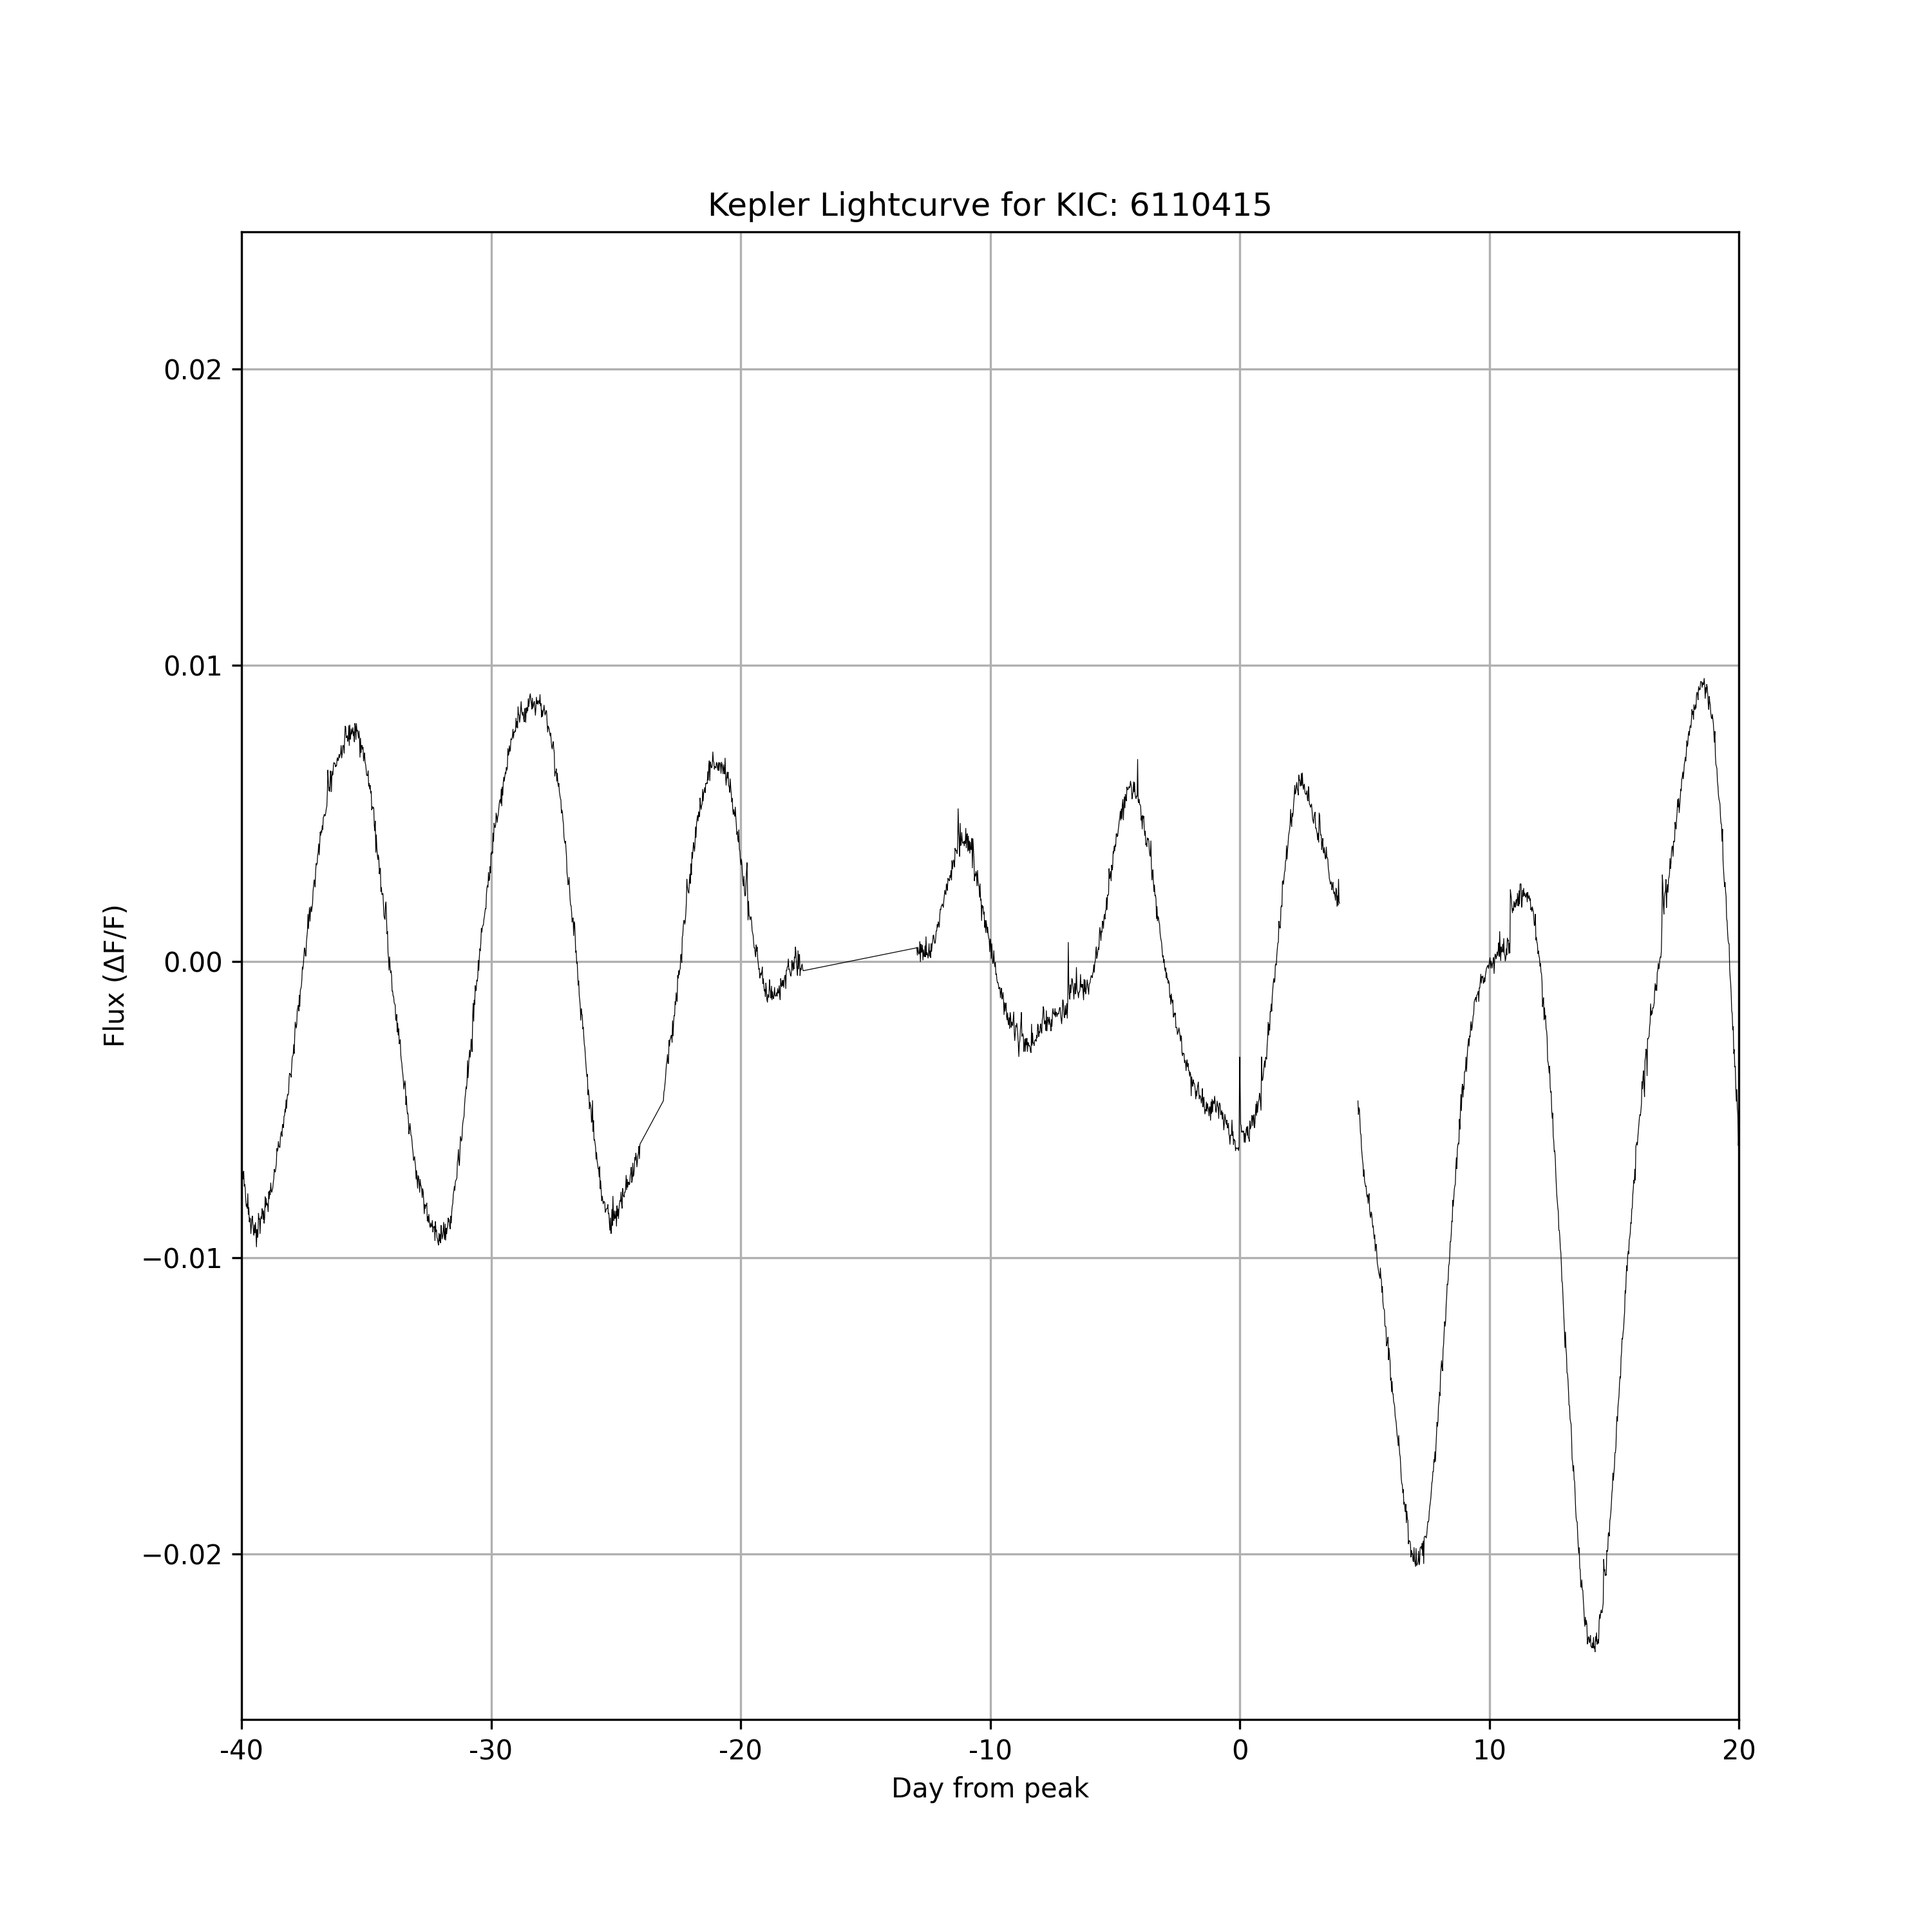 Kepler Lightcurve for KIC: 6110415
Flux (ΔF/F)
0.02
0.01
0.00
−0.01
−0.02
-40 -30 -20 -10 0 10 20
Day from peak